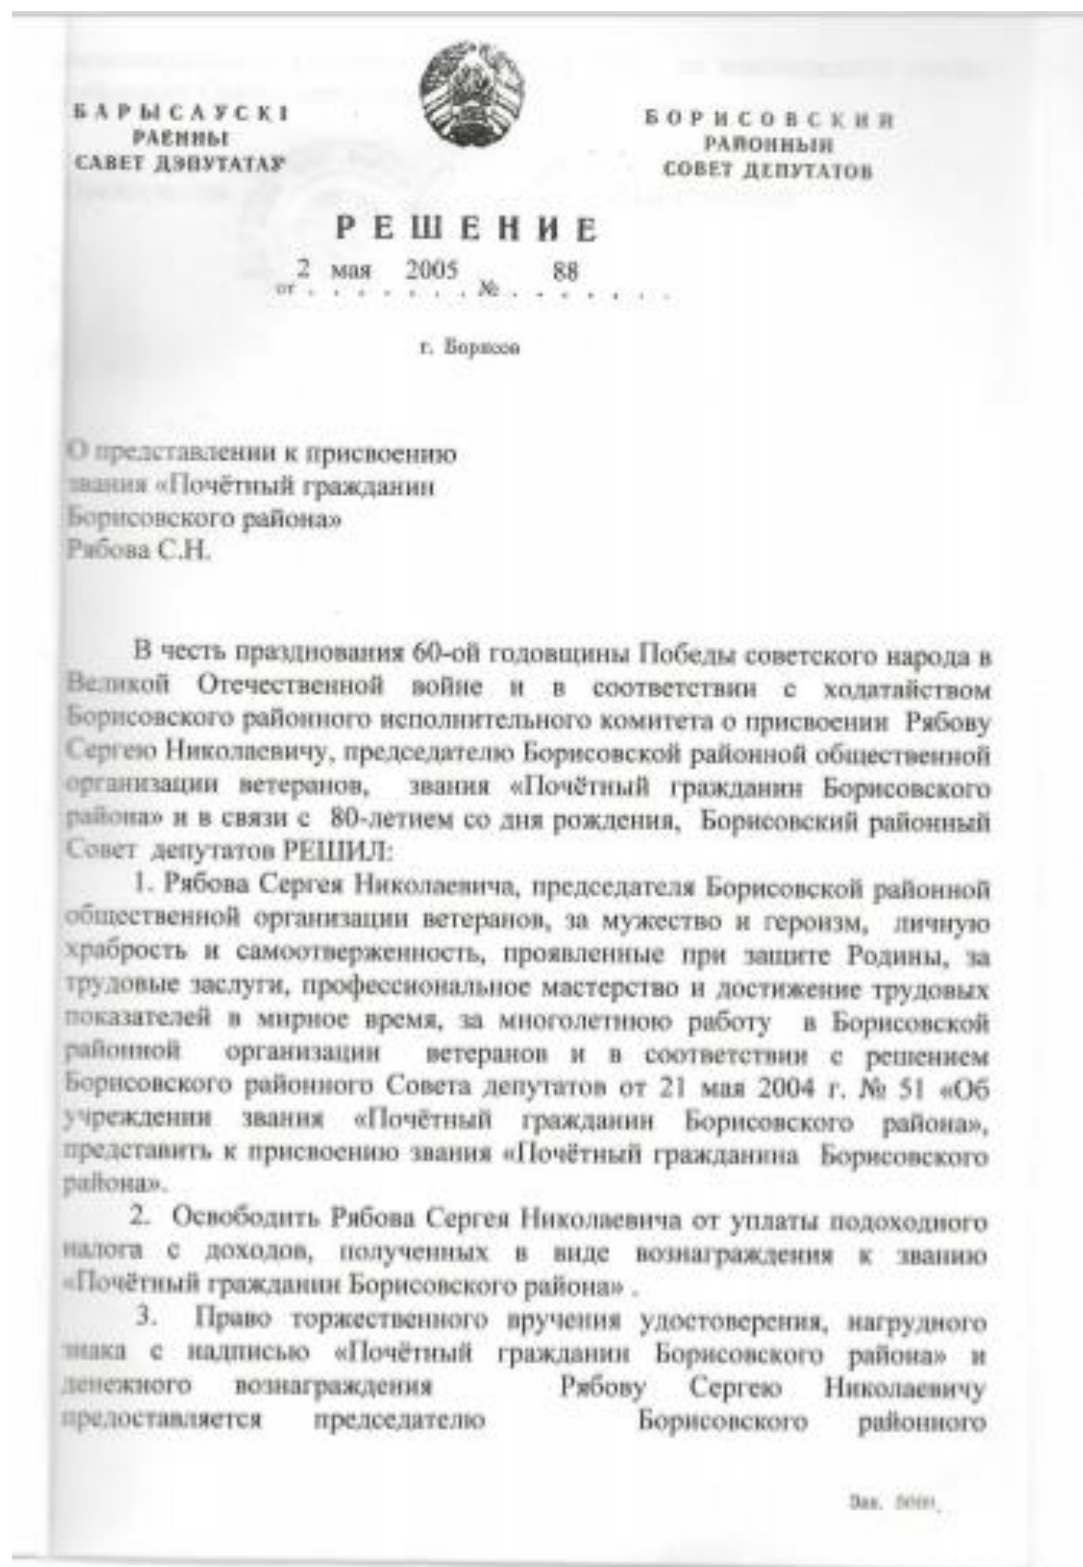 БАРЫСАЎСКІ
РАЁННЫ
САВЕТ ДЭПУТАТАЎ
БОРИСОВСКИЙ
РАЙОННЫЙ
СОВЕТ ДЕПУТАТОВ
РЕШЕНИЕ
от 2 мая 2005 № 88
г. Борисов
О представлении к присвоению
звания «Почётный гражданин
Борисовского района»
Рябова С.Н.
В честь празднования 60-ой годовщины Победы советского народа в
Великой Отечественной войне и в соответствии с ходатайством
Борисовского районного исполнительного комитета о присвоении Рябову
Сергею Николаевичу, председателю Борисовской районной общественной
организации ветеранов, звания «Почётный гражданин Борисовского
района» и в связи с 80-летием со дня рождения, Борисовский районный
Совет депутатов РЕШИЛ:
1. Рябова Сергея Николаевича, председателя Борисовской районной
общественной организации ветеранов, за мужество и героизм, личную
храбрость и самоотверженность, проявленные при защите Родины, за
трудовые заслуги, профессиональное мастерство и достижение трудовых
показателей в мирное время, за многолетнюю работу в Борисовской
районной организации ветеранов и в соответствии с решением
Борисовского районного Совета депутатов от 21 мая 2004 г. № 51 «Об
учреждении звания «Почётный гражданин Борисовского района»,
представить к присвоению звания «Почётный гражданина Борисовского
района».
2. Освободить Рябова Сергея Николаевича от уплаты подоходного
налога с доходов, полученных в виде вознаграждения к званию
«Почётный гражданин Борисовского района» .
3. Право торжественного вручения удостоверения, нагрудного
знака с надписью «Почётный гражданин Борисовского района» и
денежного вознаграждения Рябову Сергею Николаевичу
предоставляется председателю Борисовского районного
Зак.